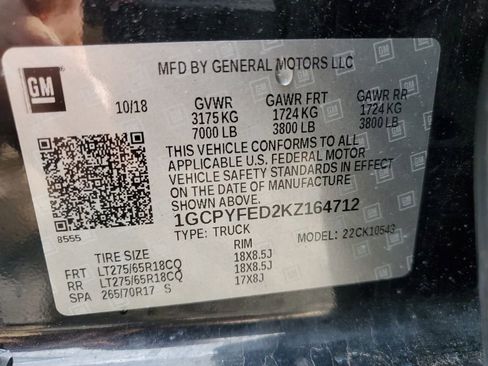 MFD BY GENERAL MOTORS LLC
GM
10/18 GVWR GAWR FRT GAWR RR
3175 KG 1724 KG 1724 KG
7000 LB 3800 LB 3800 LB
THIS VEHICLE CONFORMS TO ALL
APPLICABLE U.S. FEDERAL MOTOR
VEHICLE SAFETY STANDARDS IN EFFECT
ON THE DATE OF MANUFACTURE
SHOWN ABOVE.
1GCPYFED2KZ164712
8555 TYPE: TRUCK MODEL: 22CK10543
TIRE SIZE RIM
FRT LT275/65R18CQ 18X8.5J
RR LT275/65R18CQ 18X8.5J
SPA 265/70R17 S 17X8J